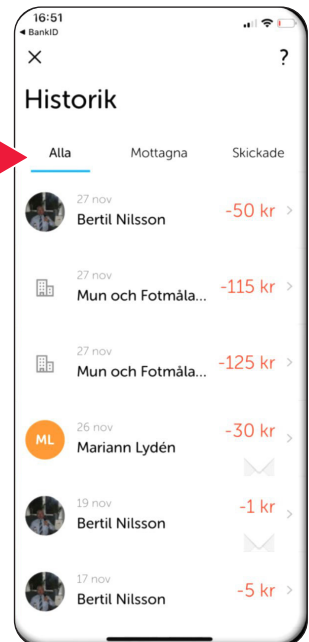 16:51
◀ BankID
?
Historik
Alla Mottagna Skickade
27 nov
Bertil Nilsson -50 kr
27 nov
Mun och Fotmåla... -115 kr
27 nov
Mun och Fotmåla... -125 kr
26 nov
ML Mariann Lydén -30 kr
19 nov
Bertil Nilsson -1 kr
17 nov
Bertil Nilsson -5 kr